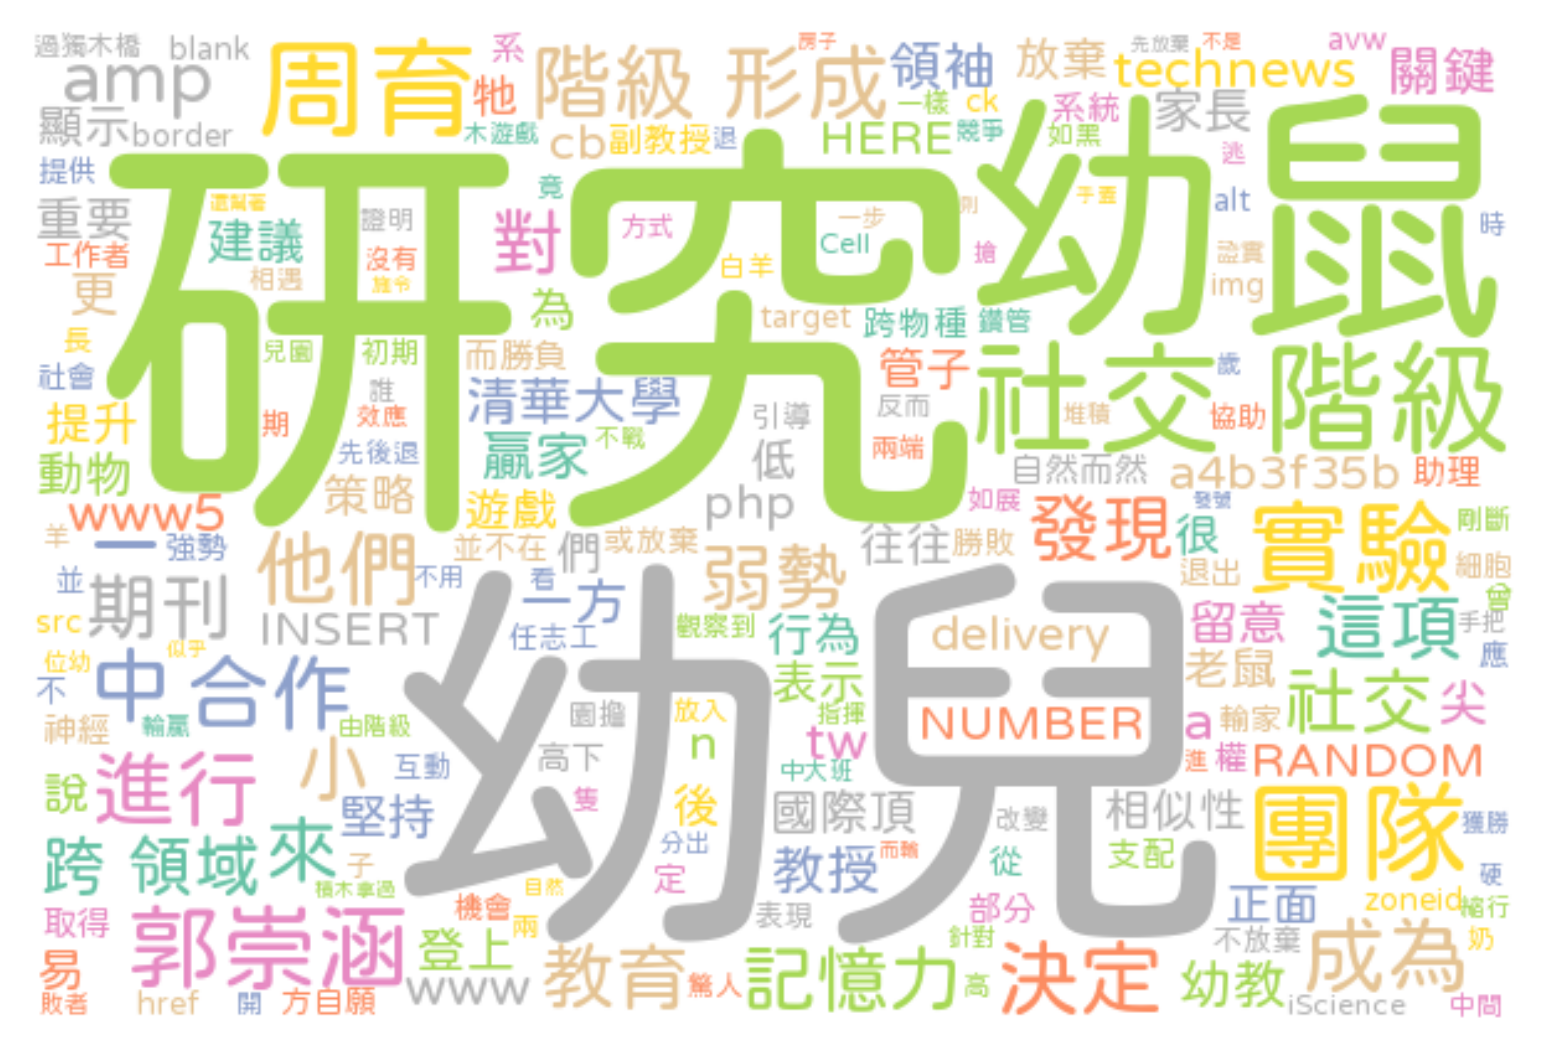 過獨木橋 blank 周育 系 階級 形成 房子 領袖 放棄 先放棄 不是 avw 關鍵
amp 牠 technews
顯示 border 木遊戲 cb 副教授 退 一樣 ck HERE 競爭 系統 如黑 家長
提供 研究 幼鼠 逃
重要 還幫著 建議 證明 竟 對 方式 一步 則 手蓋 alt 時
工作者 相遇 沒有 施令 白羊 Cell 搶 證實
更 為 target 跨物種 鑽管 img
長 兒園 初期 而勝負 管子 社交 階級
社會 誰 清華大學 反而 歲
提升 期 效應 引導 堆積 協助
動物 先後退 贏家 不戰 低 兩端 自然而然 a4b3f35b 助理
www5 策略 遊戲 php 如展 發現 發號 實驗 剛斷
羊 一 強勢 他們 並不在 們 或放棄 往往 勝敗 很
並 期刊 不用 看 一方 弱勢 幼兒 退出 細胞 會
src INSERT 任志工 觀察到 行為 delivery 留意 這項 手把
位幼 似乎 中 合作 表示 老鼠 應
不 社交 尖
神經 輪贏 由階級 園擔 放入 指揮 NUMBER a 輸家
進行 小 互動 高下 n tw 中大班 進 權 RANDOM
說 堅持 隻 後 國際頂 改變 相似性 團隊 獲勝
跨 領域 來 子 分出 教授 而輸 從 支配 硬
積木拿過 自然 定 zoneid 縮行
取得 郭崇涵 機會 兩 表現 部分 正面
易 登上 教育 記憶力 針對 決定 不放棄 成為 奶
敗者 href 開 方自願 www 驚人 高 幼教 iScience 中間